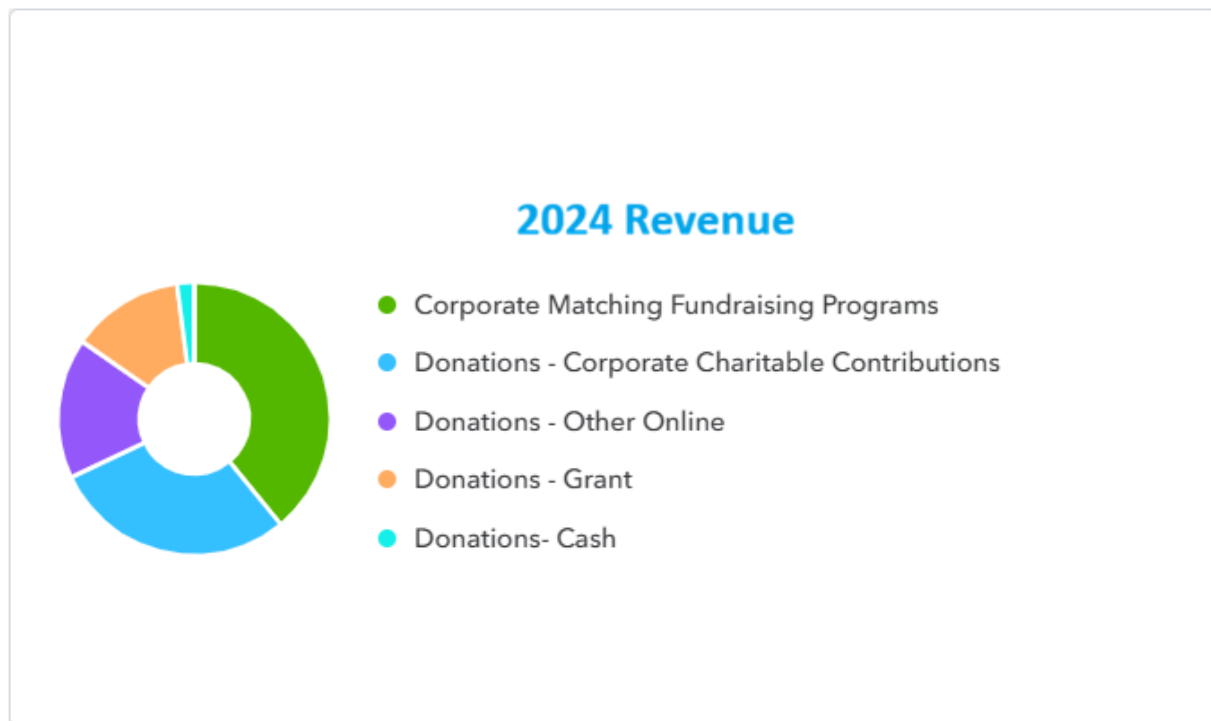 2024 Revenue
Corporate Matching Fundraising Programs
Donations - Corporate Charitable Contributions
Donations - Other Online
Donations - Grant
Donations- Cash